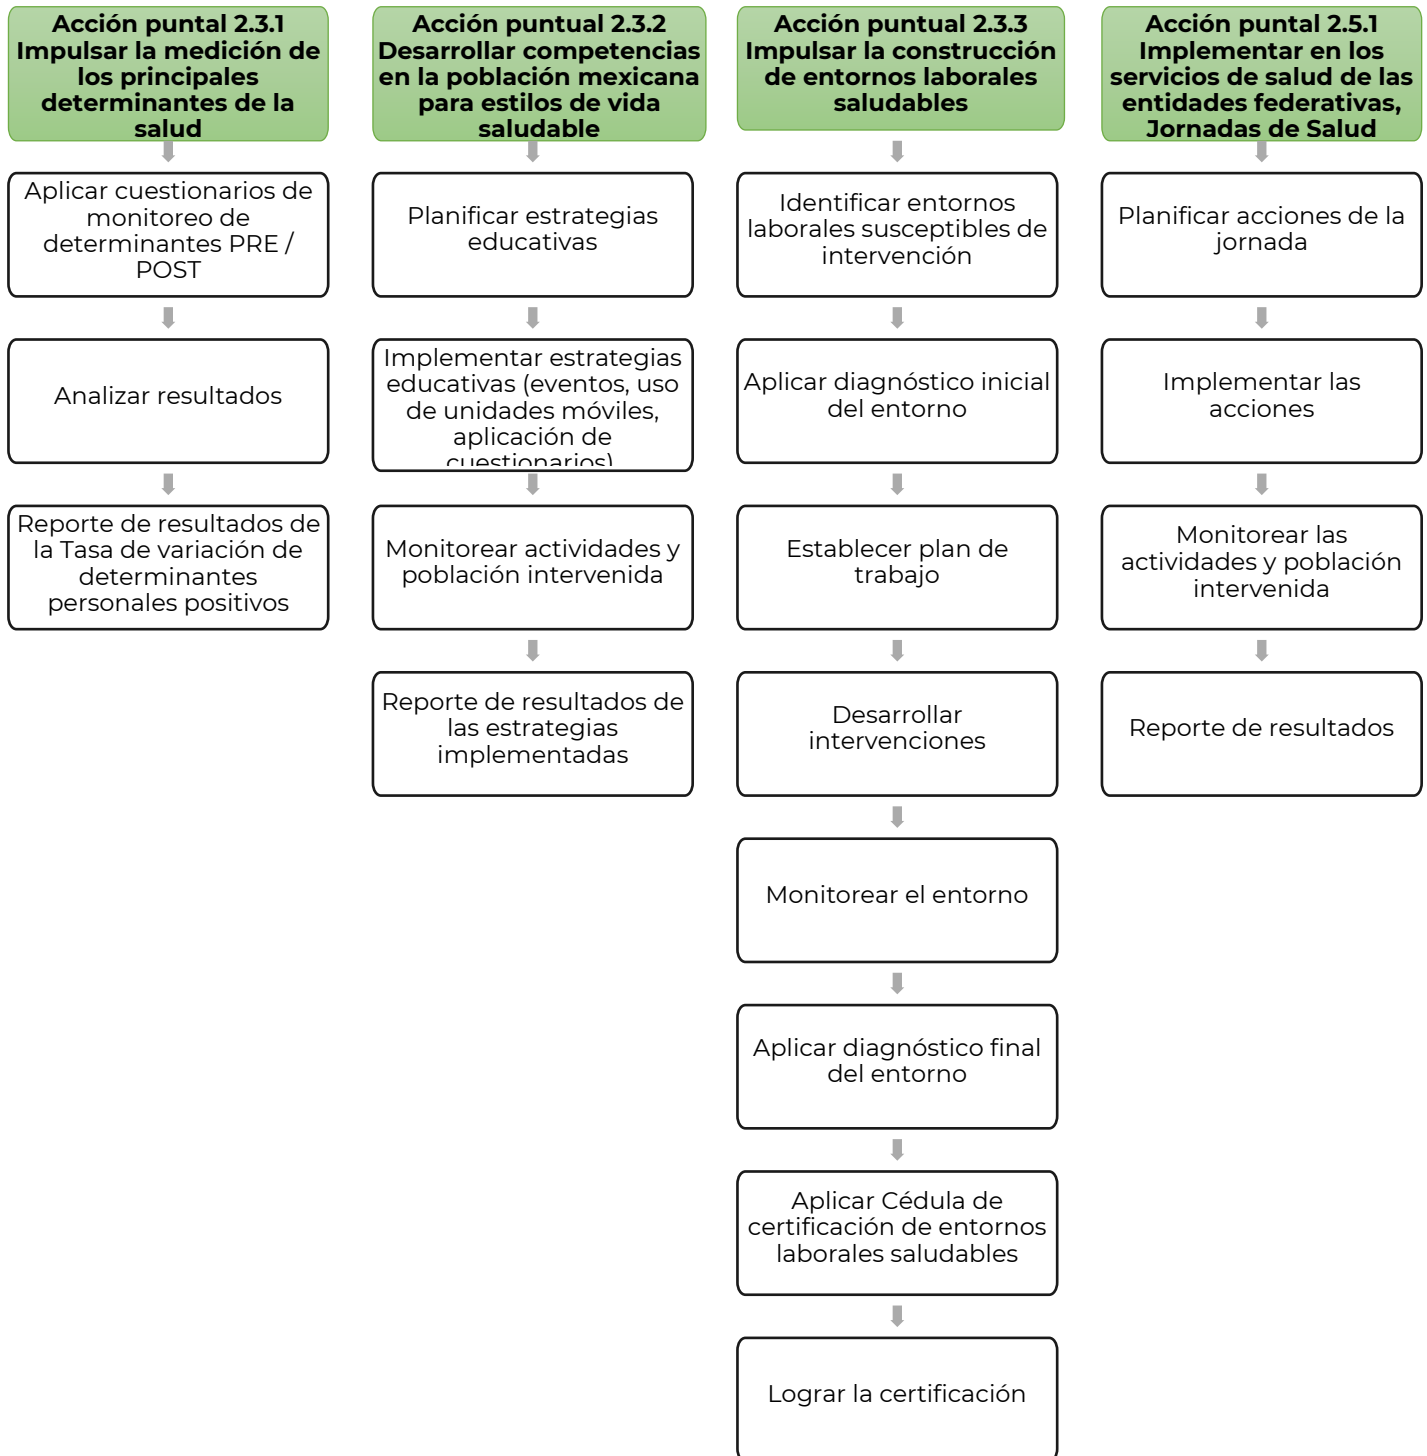 Acción puntal 2.3.1
Impulsar la medición de
los principales
determinantes de la
salud
Aplicar cuestionarios de
monitoreo de
determinantes PRE /
POST
Analizar resultados
Reporte de resultados de
la Tasa de variación de
determinantes
personales positivos
Acción puntual 2.3.2
Desarrollar competencias
en la población mexicana
para estilos de vida
saludable
Planificar estrategias
educativas
Implementar estrategias
educativas (eventos, uso
de unidades móviles,
aplicación de
cuestionarios)
Monitorear actividades y
población intervenida
Reporte de resultados de
las estrategias
implementadas
Acción puntual 2.3.3
Impulsar la construcción
de entornos laborales
saludables
Identificar entornos
laborales susceptibles de
intervención
Aplicar diagnóstico inicial
del entorno
Establecer plan de
trabajo
Desarrollar
intervenciones
Monitorear el entorno
Aplicar diagnóstico final
del entorno
Aplicar Cédula de
certificación de entornos
laborales saludables
Lograr la certificación
Acción puntual 2.5.1
Implementar en los
servicios de salud de las
entidades federativas,
Jornadas de Salud
Planificar acciones de la
jornada
Implementar las
acciones
Monitorear las
actividades y población
intervenida
Reporte de resultados